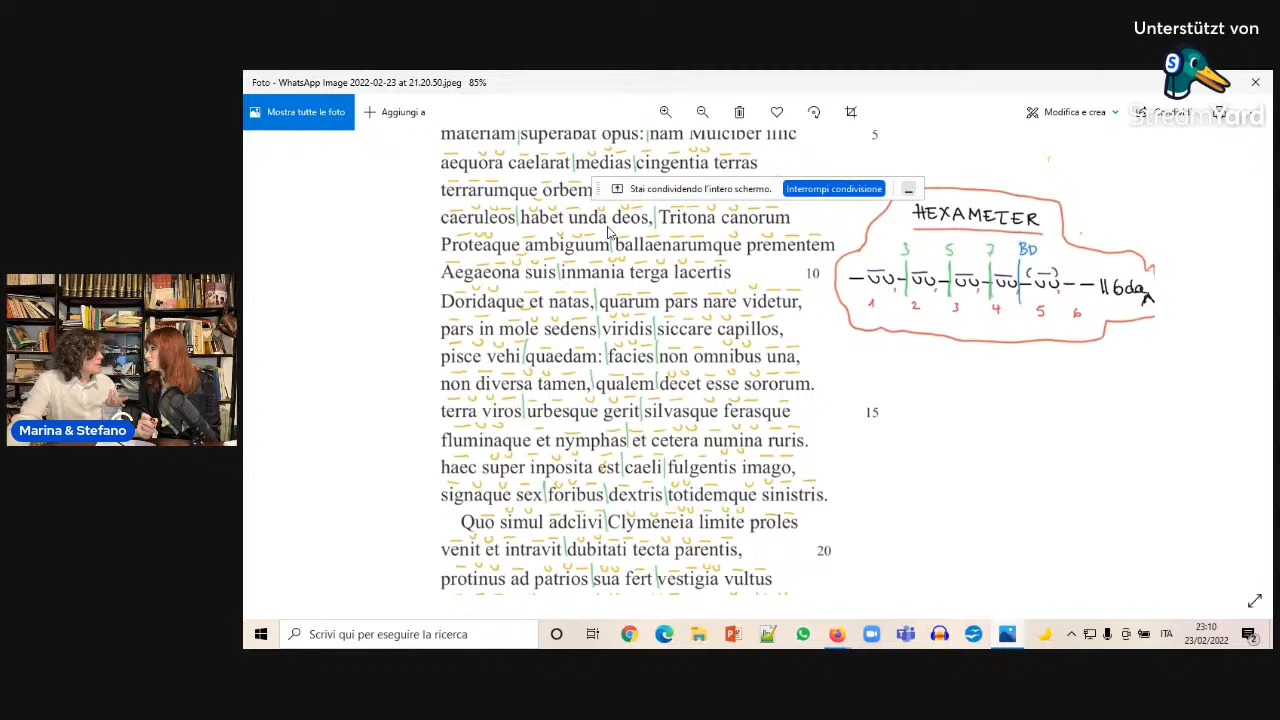 Unterstützt von
StreamYard
Foto - WhatsApp Image 2022-02-23 at 21.20.50.jpeg 85%
Mostra tutte le foto
Aggiungi a
Modifica e crea
materiam superabat opus: nam Mulciber illic
5
aequora caelarat medias cingentia terras
terrarumque orbem
Stai condividendo l'intero schermo.
Interrompi condivisione
caeruleos habet unda deos, Tritona canorum
Proteaque ambiguum ballaenarumque prementem
Aegaeona suis inmania terga lacertis
10
Doridaque et natas, quarum pars nare videtur,
pars in mole sedens viridis siccare capillos,
pisce vehi quaedam: facies non omnibus una,
non diversa tamen, qualem decet esse sororum.
terra viros urbesque gerit silvasque ferasque
15
fluminaque et nymphas et cetera numina ruris.
haec super inposita est caeli fulgentis imago,
signaque sex foribus dextris totidemque sinistris.
Quo simul adclivi Clymeneia limite proles
venit et intravit dubitati tecta parentis,
20
protinus ad patrios sua fert vestigia vultus
HEXAMETER
3 5 7 BD
6da
1 2 3 4 5 6
Marina & Stefano
Scrivi qui per eseguire la ricerca
ITA
23:10
23/02/2022
2